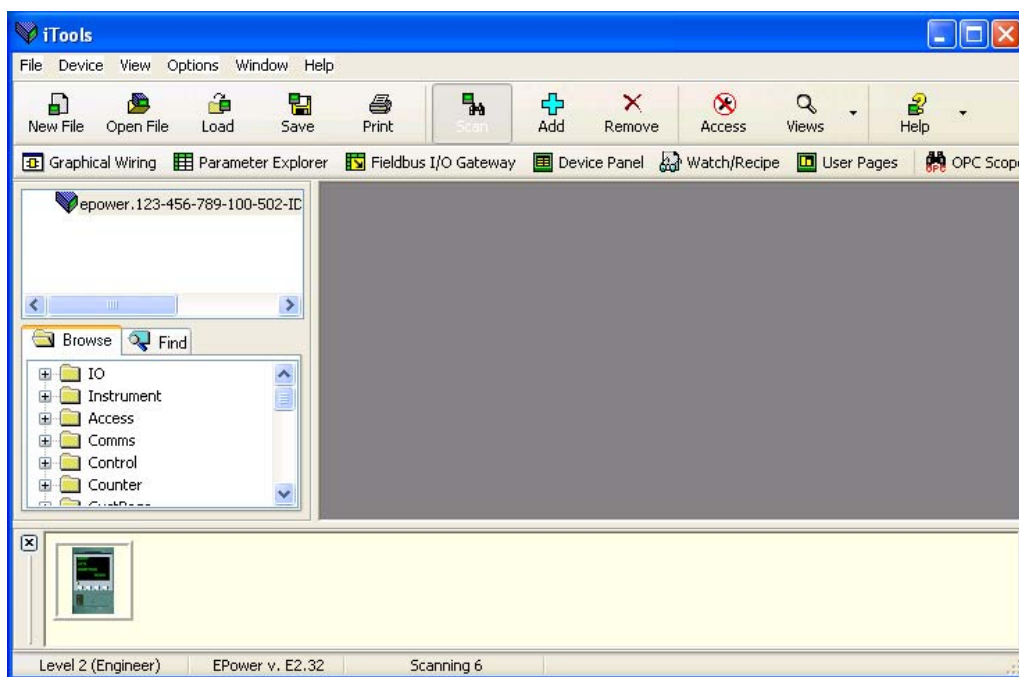 iTools
File Device View Options Window Help
New File Open File Load Save Print Scan Add Remove Access Views Help
Graphical Wiring Parameter Explorer Fieldbus I/O Gateway Device Panel Watch/Recipe User Pages OPC Scope
epower.123-456-789-100-502-ID
Browse Find
IO
Instrument
Access
Comms
Control
Counter
CustPage
Level 2 (Engineer) EPower v. E2.32 Scanning 6